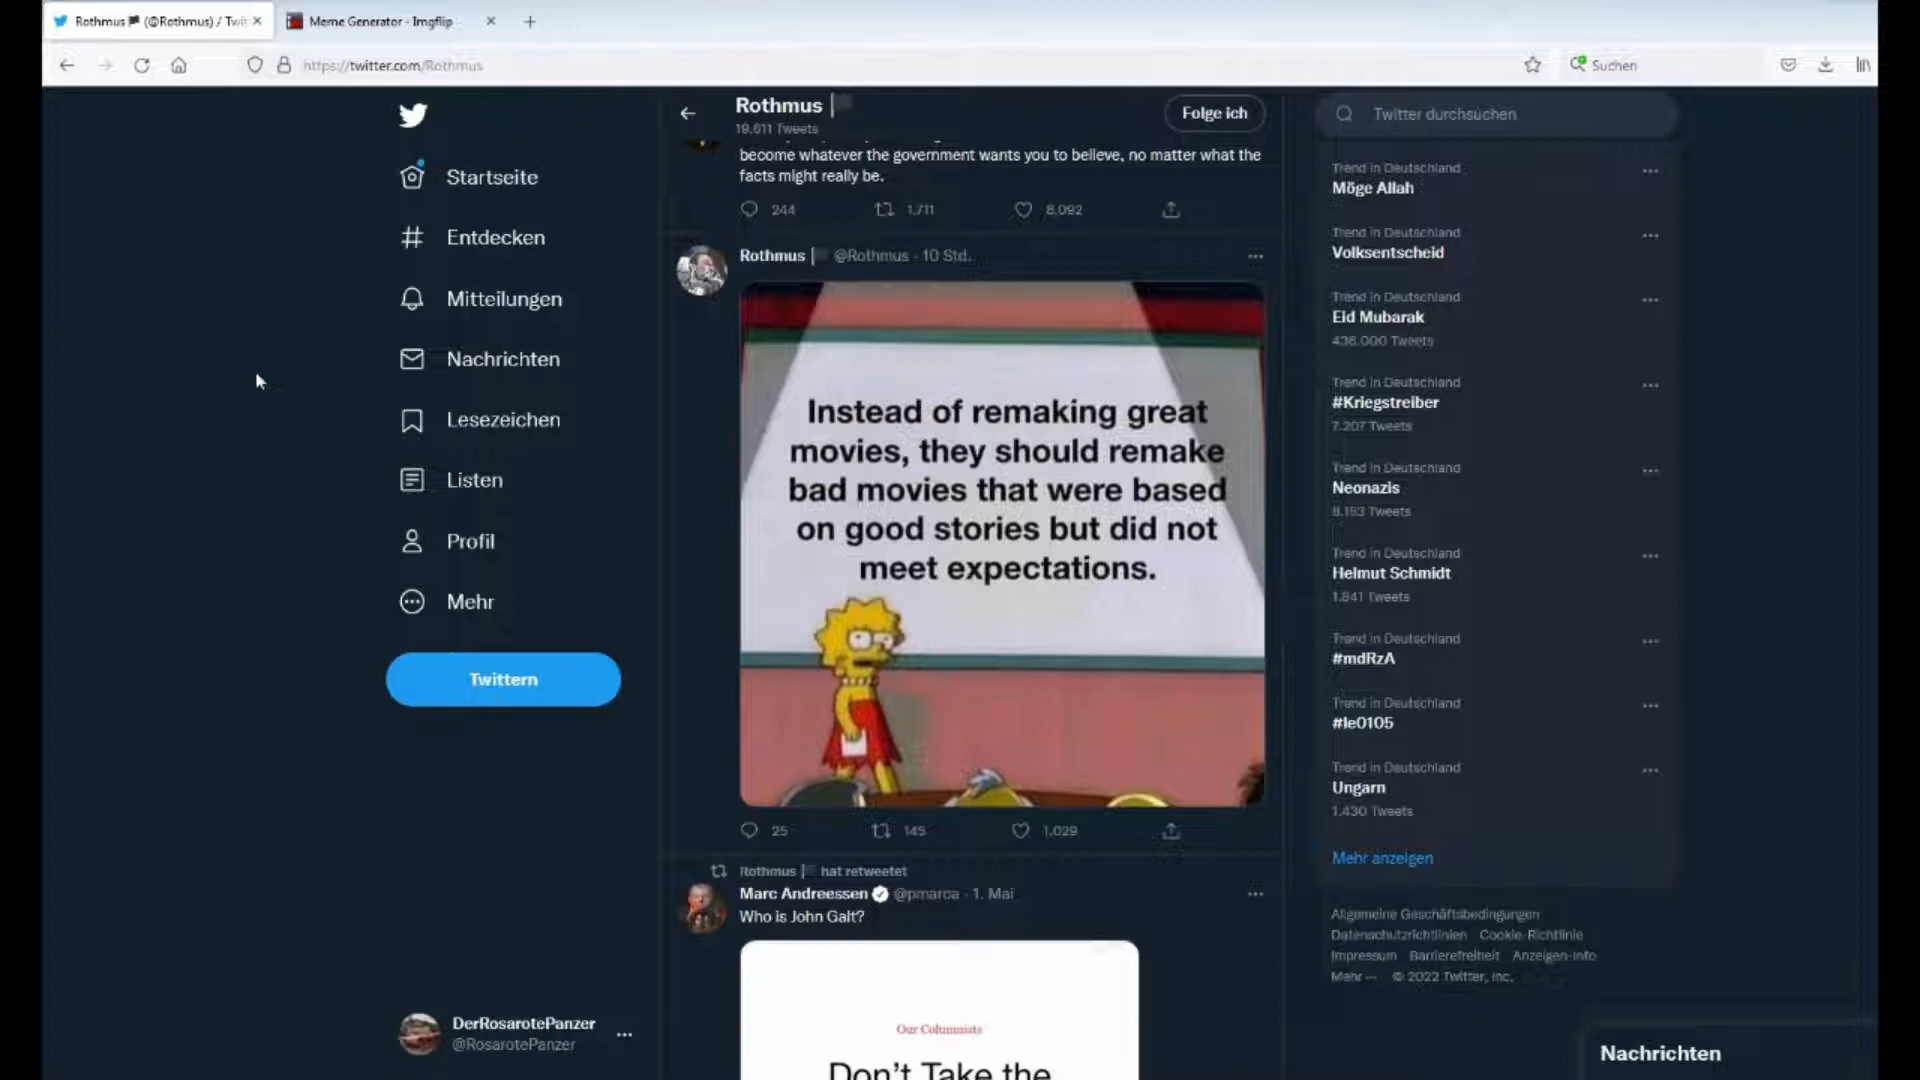 Rothmus (@Rothmus) / Twit
Meme Generator - Imgflip
https://twitter.com/Rothmus
Suchen
Startseite
Entdecken
Mitteilungen
Nachrichten
Lesezeichen
Listen
Profil
Mehr
Twittern
DerRosarotePanzer
@RosarotePanzer
Rothmus
19.611 Tweets
Folge ich
become whatever the government wants you to believe, no matter what the
facts might really be.
244 1.711 8.092
Rothmus @Rothmus · 10 Std.
Instead of remaking great
movies, they should remake
bad movies that were based
on good stories but did not
meet expectations.
25 145 1.029
Rothmus hat retweetet
Marc Andreessen @pmarca · 1. Mai
Who is John Galt?
Our Columnists
Don't Take the
Twitter durchsuchen
Trend in Deutschland
Möge Allah
Trend in Deutschland
Volksentscheid
Trend in Deutschland
Eid Mubarak
436.000 Tweets
Trend in Deutschland
#Kriegstreiber
7.207 Tweets
Trend in Deutschland
Neonazis
8.153 Tweets
Trend in Deutschland
Helmut Schmidt
1.841 Tweets
Trend in Deutschland
#mdRzA
Trend in Deutschland
#le0105
Trend in Deutschland
Ungarn
1.430 Tweets
Mehr anzeigen
Allgemeine Geschäftsbedingungen
Datenschutzrichtlinien Cookie-Richtlinie
Impressum Barrierefreiheit Anzeigen-Info
Mehr ··· © 2022 Twitter, Inc.
Nachrichten